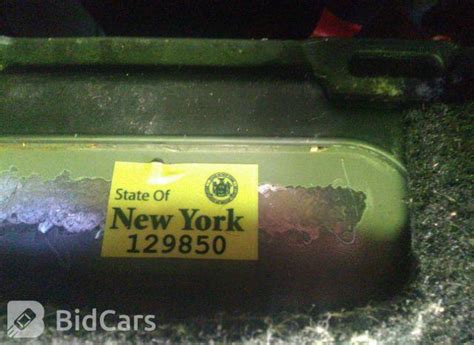 State Of
New York
129850
BidCars